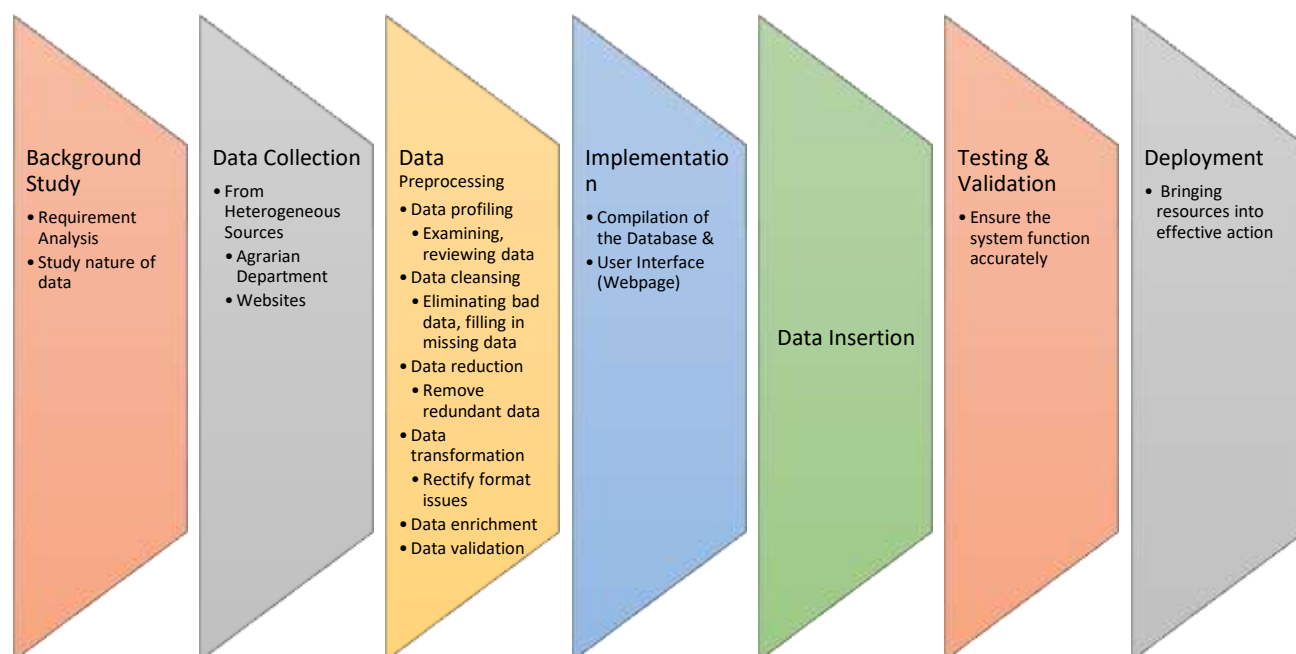 Background
Study
• Requirement
Analysis
• Study nature of
data
Data Collection
• From
Heterogeneous
Sources
• Agrarian
Department
• Websites
Data
Preprocessing
• Data profiling
• Examining,
reviewing data
• Data cleansing
• Eliminating bad
data, filling in
missing data
• Data reduction
• Remove
redundant data
• Data
transformation
• Rectify format
issues
• Data enrichment
• Data validation
Implementatio
n
• Compilation of
the Database &
• User Interface
(Webpage)
Data Insertion
Testing &
Validation
• Ensure the
system function
accurately
Deployment
• Bringing
resources into
effective action